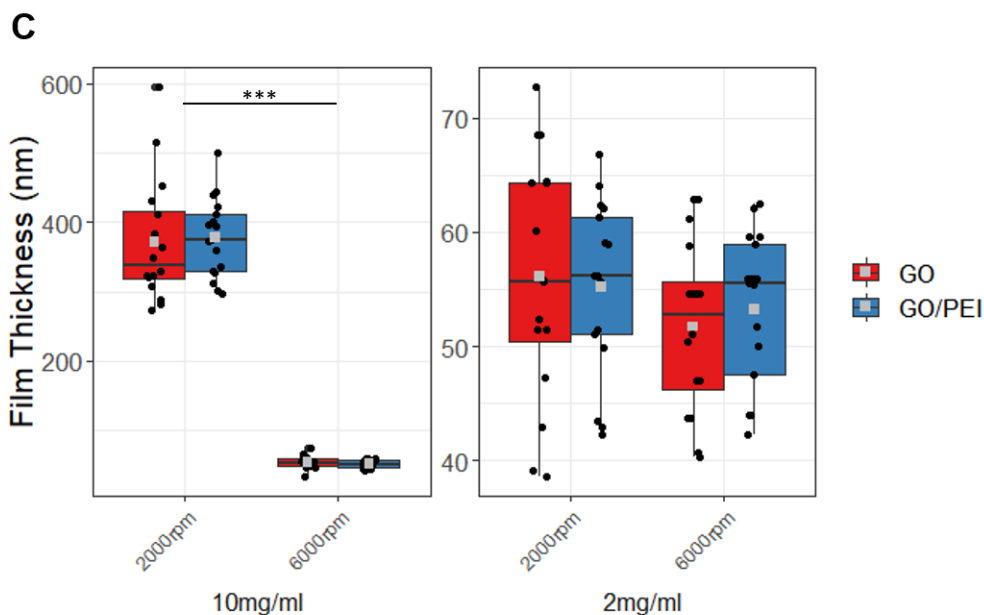 C
Film Thickness (nm)
600
400
200
***
2000rpm
6000rpm
10mg/ml
70
60
50
40
2000rpm
6000rpm
2mg/ml
GO
GO/PEI